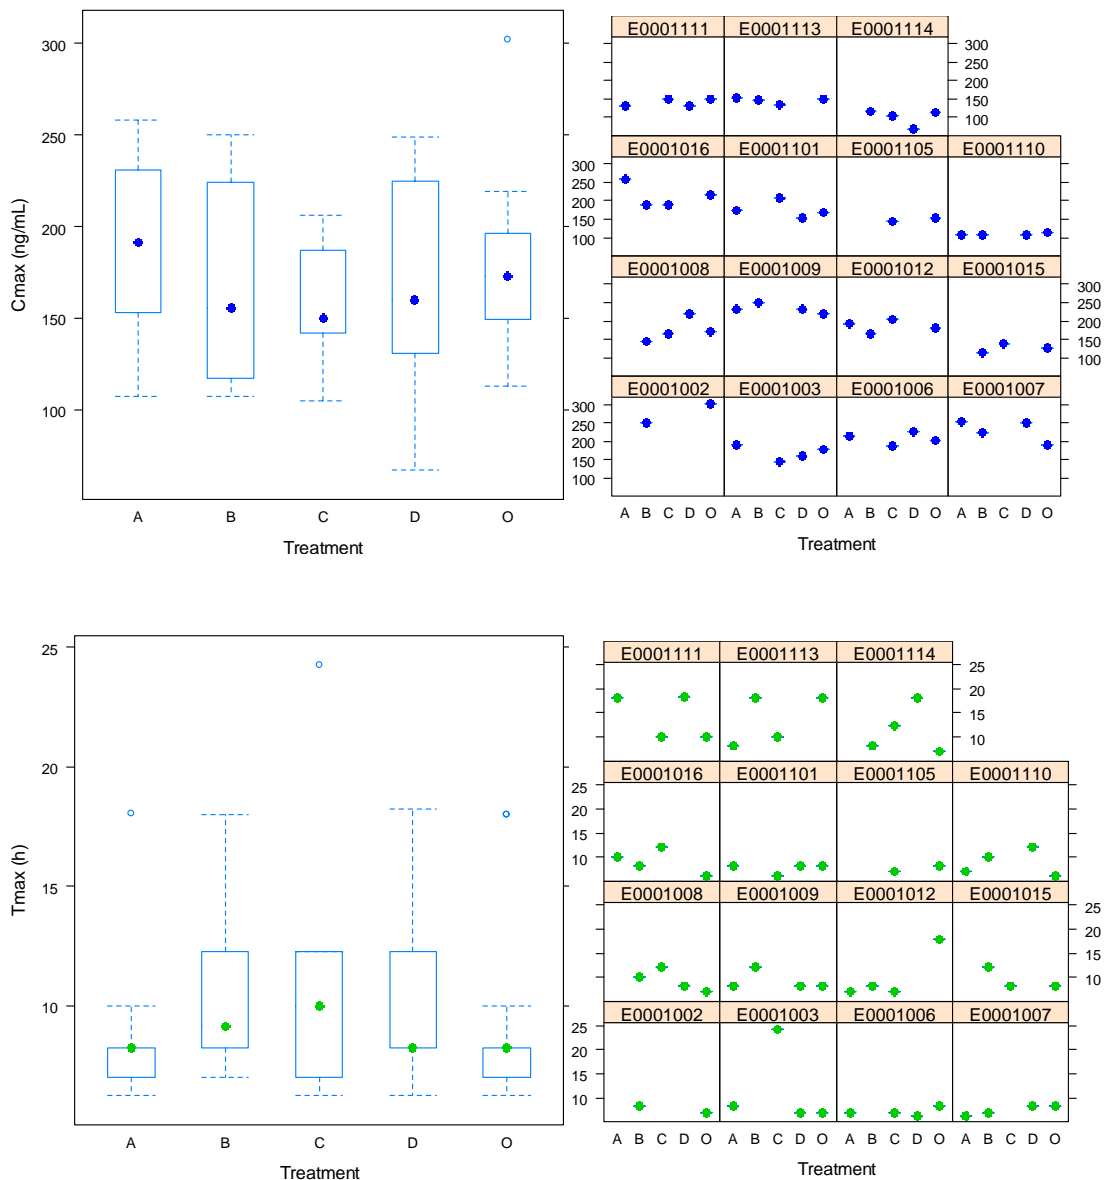 E0001111 E0001113 E0001114
300
250
200
150
100
E0001016 E0001101 E0001105 E0001110
300
250
200
150
100
E0001008 E0001009 E0001012 E0001015
300
250
200
150
100
E0001002 E0001003 E0001006 E0001007
300
250
200
150
100
A B C D O A B C D O A B C D O A B C D O
Treatment
300
250
200
150
100
Cmax (ng/mL)
A B C D O
Treatment
25
20
15
10
Tmax (h)
A B C D O
Treatment
E0001111 E0001113 E0001114
25
20
15
10
E0001016 E0001101 E0001105 E0001110
25
20
15
10
E0001008 E0001009 E0001012 E0001015
25
20
15
10
E0001002 E0001003 E0001006 E0001007
25
20
15
10
A B C D O A B C D O A B C D O A B C D O
Treatment